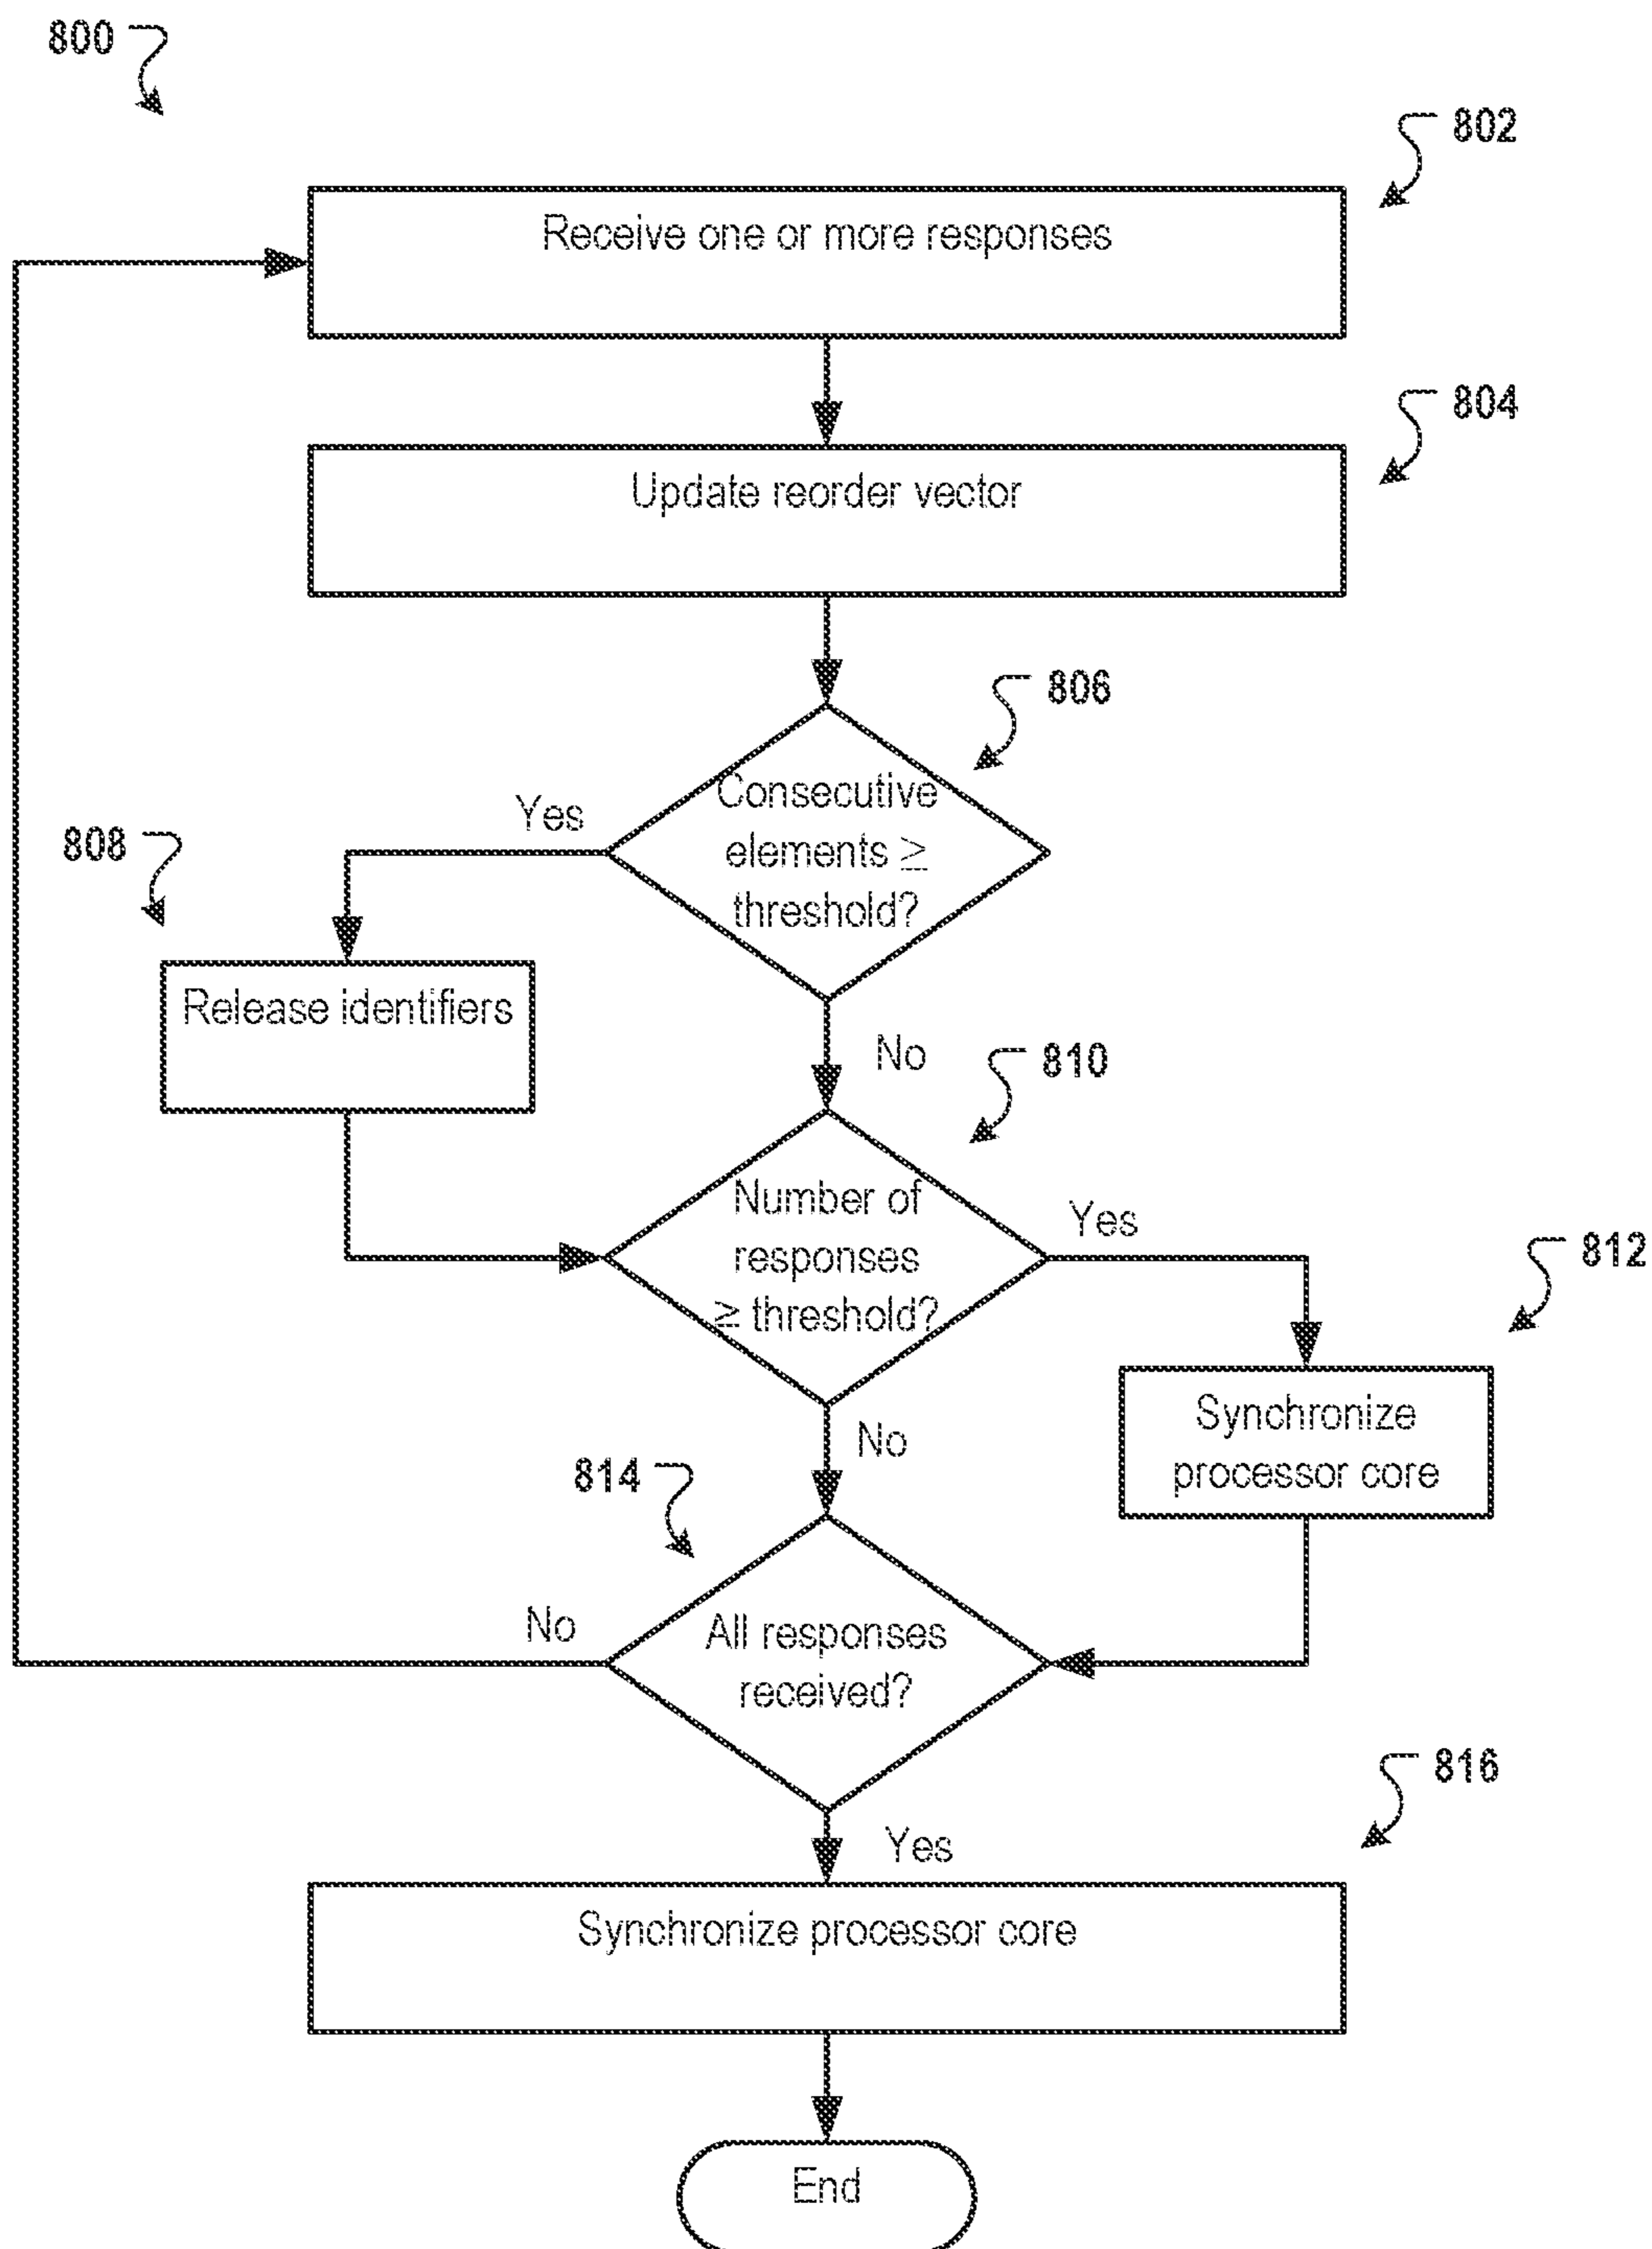 800
802
Receive one or more responses
804
Update reorder vector
806
Consecutive
elements ≥
threshold?
Yes
808
Release identifiers
No
810
Number of
responses
≥ threshold?
Yes
812
Synchronize
processor core
No
814
All responses
received?
No
Yes
816
Synchronize processor core
End